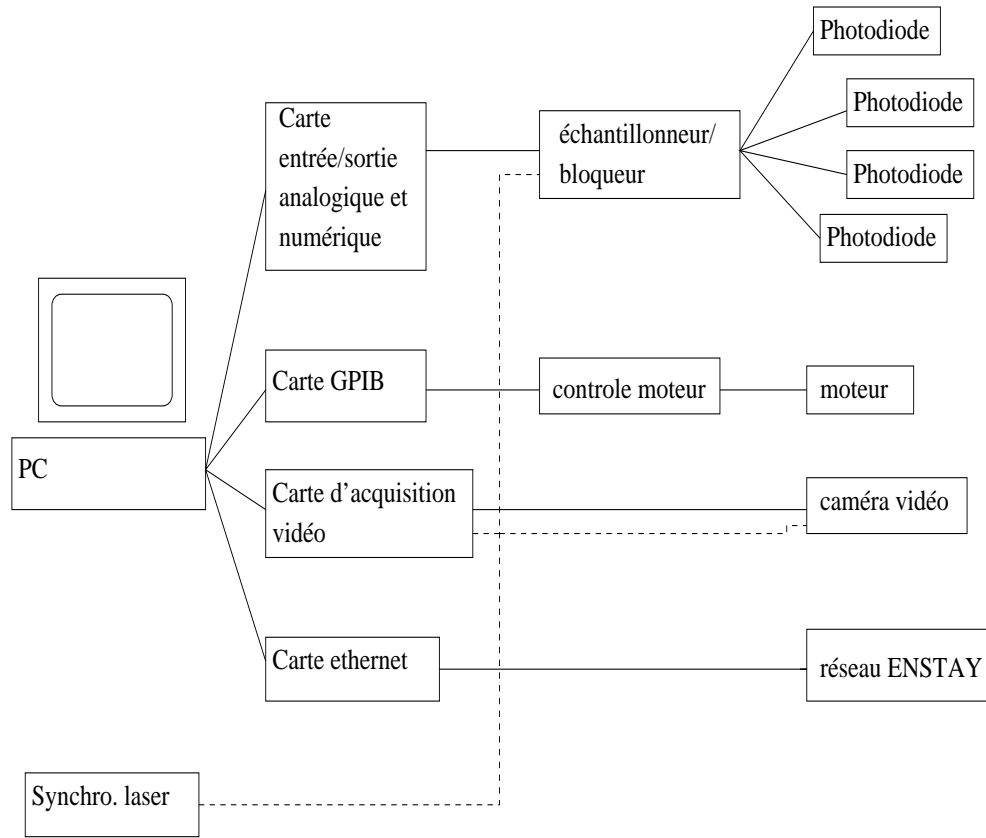 Photodiode
Photodiode
Photodiode
Photodiode
Carte
entrée/sortie
analogique et
numérique
échantillonneur/
bloqueur
Carte GPIB
controle moteur
moteur
PC
Carte d'acquisition
vidéo
caméra vidéo
Carte ethernet
réseau ENSTAY
Synchro. laser